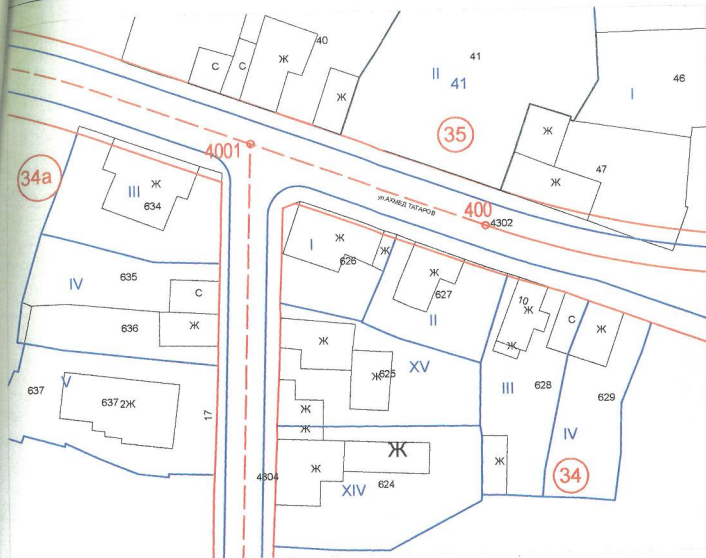 40
41
46
Ж
С
С
II
41
I
Ж
35
Ж
4001
47
34а
Ж
III
Ж
634
ул.АХМЕД ТАТАРОВ
400
4302
I
Ж
Ж
626
635
IV
Ж
627
С
10
Ж
С
Ж
II
636
Ж
Ж
Ж
XV
625
Ж
V
637
637
2Ж
III
628
629
17
Ж
Ж
IV
Ж
Ж
Ж
34
4304
624
XIV